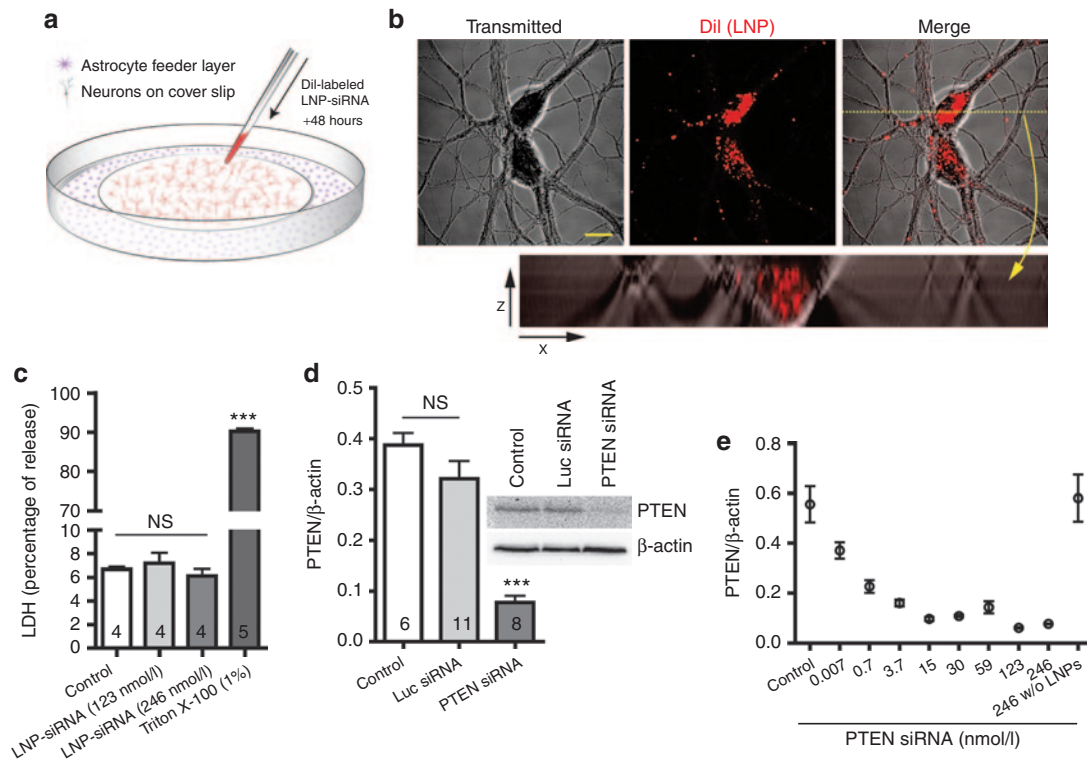 a
Astrocyte feeder layer
Neurons on cover slip
Dil-labeled
LNP-siRNA
+48 hours
b
Transmitted
Dil (LNP)
Merge
Z
X
c
LDH (percentage of release)
100
90
80
70
10
8
6
4
2
0
NS
***
4
4
4
5
Control
LNP-siRNA (123 nmol/l)
LNP-siRNA (246 nmol/l)
Triton X-100 (1%)
d
PTEN/β-actin
0.5
0.4
0.3
0.2
0.1
0.0
NS
***
6
11
8
Control
Luc siRNA
PTEN siRNA
Control
Luc siRNA
PTEN siRNA
PTEN
β-actin
e
PTEN/β-actin
0.8
0.6
0.4
0.2
0.0
Control
0.007
0.7
3.7
15
30
59
123
246
246 w/o LNPs
PTEN siRNA (nmol/l)